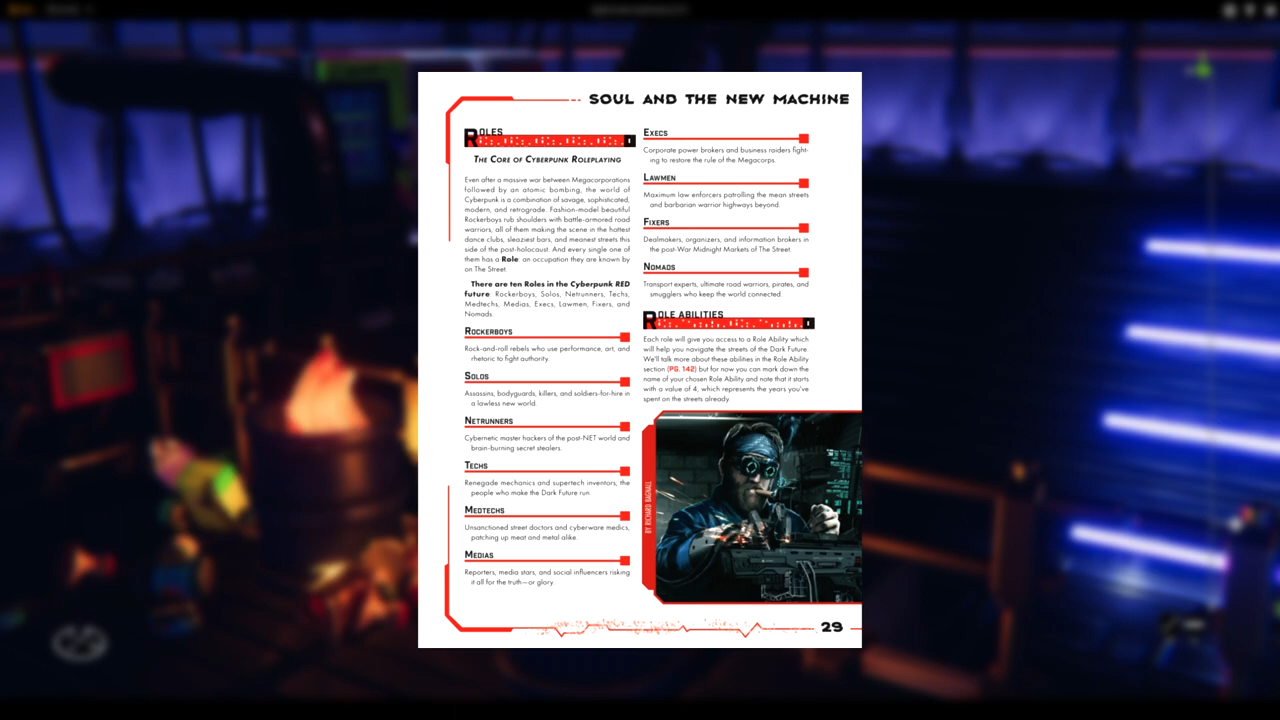 SOUL AND THE NEW MACHINE
ROLES
THE CORE OF CYBERPUNK ROLEPLAYING
Even after a massive war between Megacorporations
followed by an atomic bombing, the world of
Cyberpunk is a combination of savage, sophisticated,
modern, and retrograde. Fashion-model beautiful
Rockerboys rub shoulders with battle-armored road
warriors, all of them making the scene in the hottest
dance clubs, sleaziest bars, and meanest streets this
side of the post-holocaust. And every single one of
them has a Role: an occupation they are known by
on The Street.
There are ten Roles in the Cyberpunk RED
future: Rockerboys, Solos, Netrunners, Techs,
Medtechs, Medias, Execs, Lawmen, Fixers, and
Nomads.
ROCKERBOYS
Rock-and-roll rebels who use performance, art, and
rhetoric to fight authority.
SOLOS
Assassins, bodyguards, killers, and soldiers-for-hire in
a lawless new world.
NETRUNNERS
Cybernetic master hackers of the post-NET world and
brain-burning secret stealers.
TECHS
Renegade mechanics and supertech inventors; the
people who make the Dark Future run.
MEDTECHS
Unsanctioned street doctors and cyberware medics,
patching up meat and metal alike.
MEDIAS
Reporters, media stars, and social influencers risking
it all for the truth—or glory.
EXECS
Corporate power brokers and business raiders fight-
ing to restore the rule of the Megacorps.
LAWMEN
Maximum law enforcers patrolling the mean streets
and barbarian warrior highways beyond.
FIXERS
Dealmakers, organizers, and information brokers in
the post-War Midnight Markets of The Street.
NOMADS
Transport experts, ultimate road warriors, pirates, and
smugglers who keep the world connected.
ROLE ABILITIES
Each role will give you access to a Role Ability which
will help you navigate the streets of the Dark Future.
We'll talk more about these abilities in the Role Ability
section (PG. 142) but for now you can mark down the
name of your chosen Role Ability and note that it starts
with a value of 4, which represents the years you've
spent on the streets already.
BY RICHARD BAGNALL
29